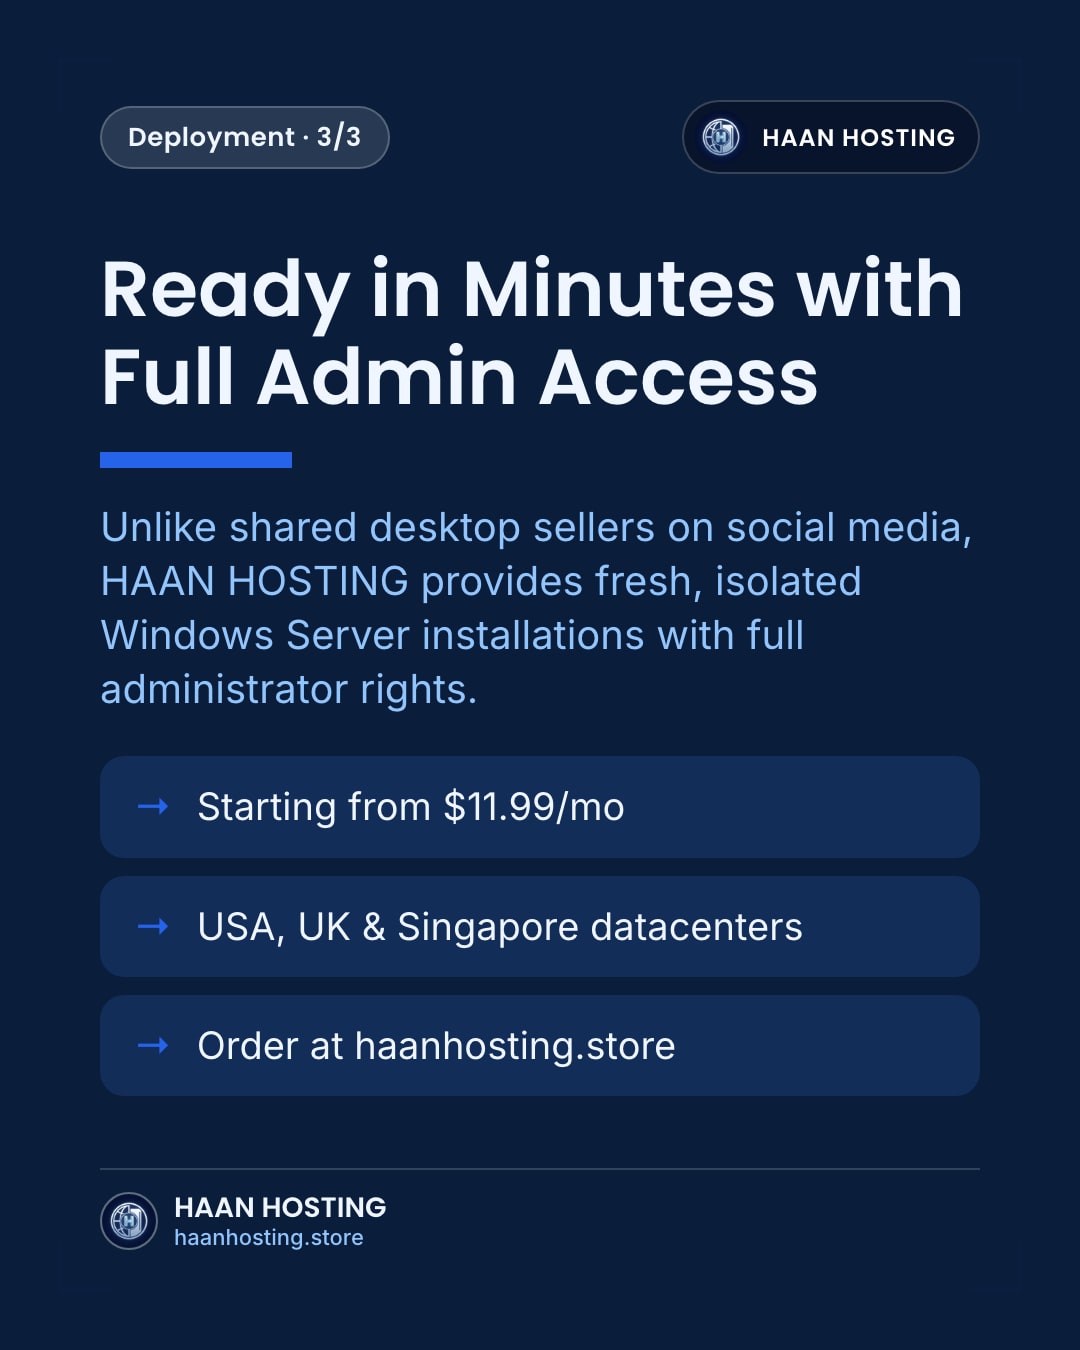 Deployment · 3/3
HAAN HOSTING
Ready in Minutes with
Full Admin Access
Unlike shared desktop sellers on social media,
HAAN HOSTING provides fresh, isolated
Windows Server installations with full
administrator rights.
→ Starting from $11.99/mo
→ USA, UK & Singapore datacenters
→ Order at haanhosting.store
HAAN HOSTING
haanhosting.store